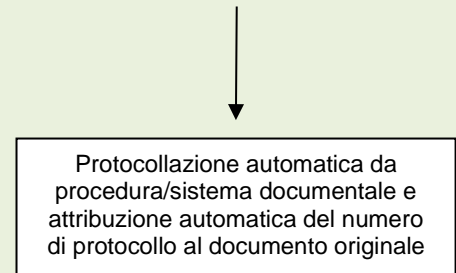 Protocollazione automatica da
procedura/sistema documentale e
attribuzione automatica del numero
di protocollo al documento originale